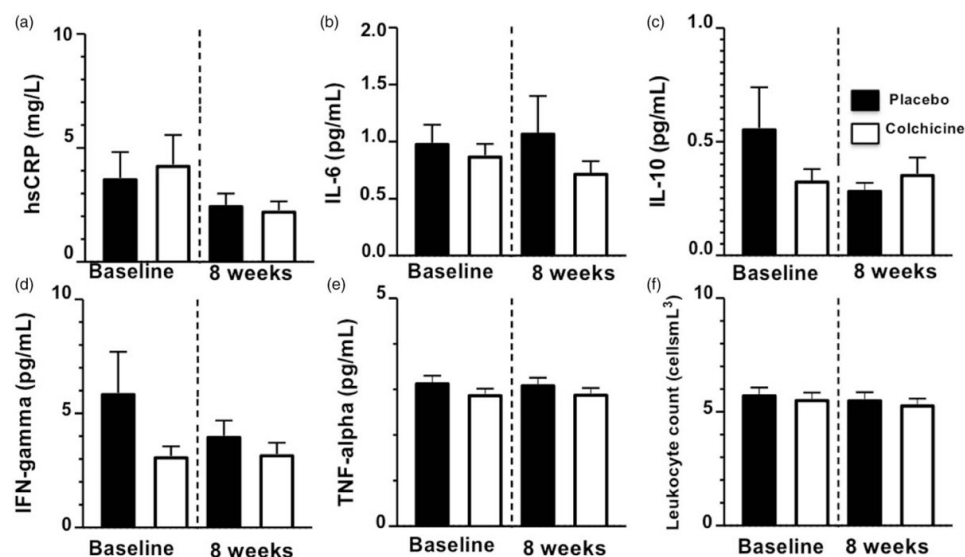 (a)
hsCRP (mg/L)
10
5
0
Baseline
8 weeks
(b)
IL-6 (pg/mL)
2.0
1.5
1.0
0.5
0.0
Baseline
8 weeks
(c)
IL-10 (pg/mL)
1.0
0.5
0.0
Placebo
Colchicine
Baseline
8 weeks
(d)
IFN-gamma (pg/mL)
10
5
0
Baseline
8 weeks
(e)
TNF-alpha (pg/mL)
5
0
Baseline
8 weeks
(f)
Leukocyte count (cellsmL³)
10
5
0
Baseline
8 weeks